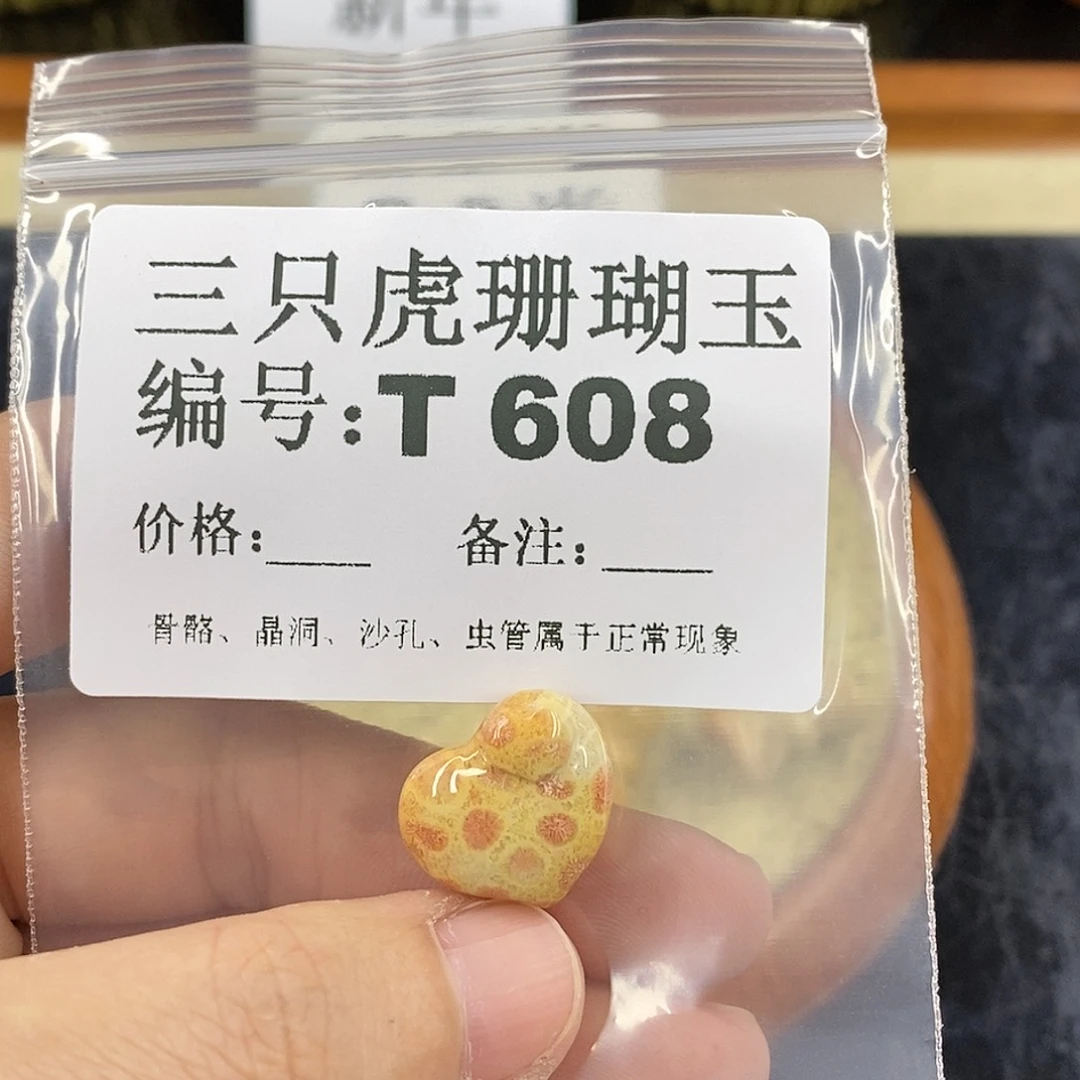 三只虎珊瑚玉
编号:T 608
价格:____ 备注:____
骨骼、晶洞、沙孔、虫管属于正常现象